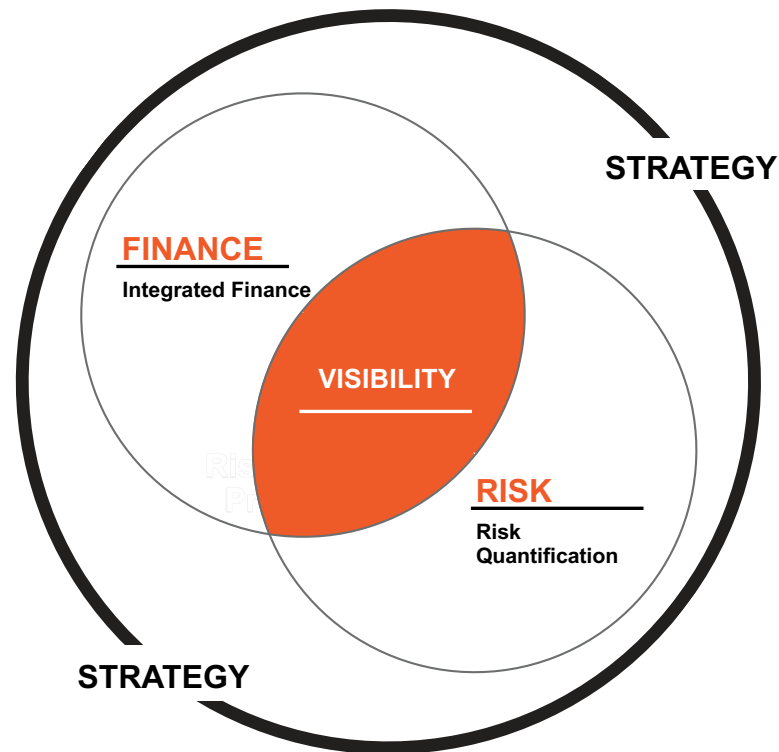 STRATEGY
FINANCE
Integrated Finance
VISIBILITY
RISK
Risk
Quantification
STRATEGY